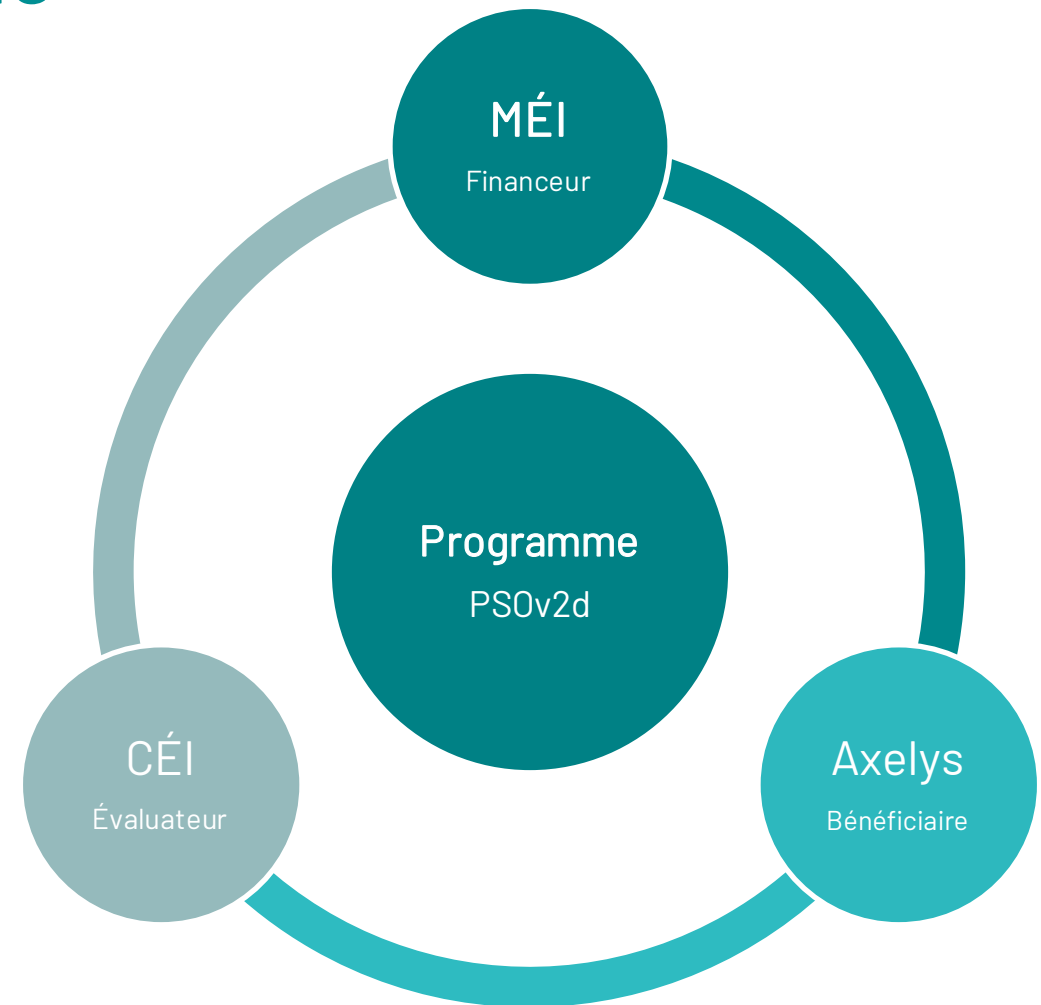 MÉI
Financeur
Programme
PSOv2d
CÉI
Évaluateur
Axelys
Bénéficiaire